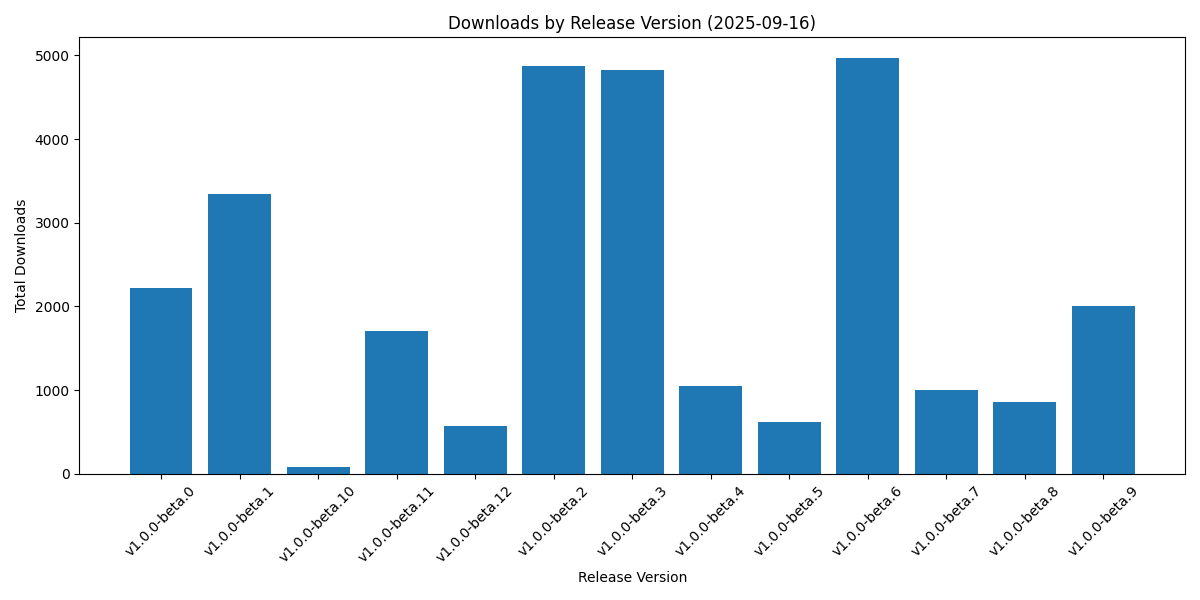 Downloads by Release Version (2025-09-16)
Total Downloads
5000
4000
3000
2000
1000
0
v1.0.0-beta.0
v1.0.0-beta.1
v1.0.0-beta.10
v1.0.0-beta.11
v1.0.0-beta.12
v1.0.0-beta.2
v1.0.0-beta.3
v1.0.0-beta.4
v1.0.0-beta.5
v1.0.0-beta.6
v1.0.0-beta.7
v1.0.0-beta.8
v1.0.0-beta.9
Release Version